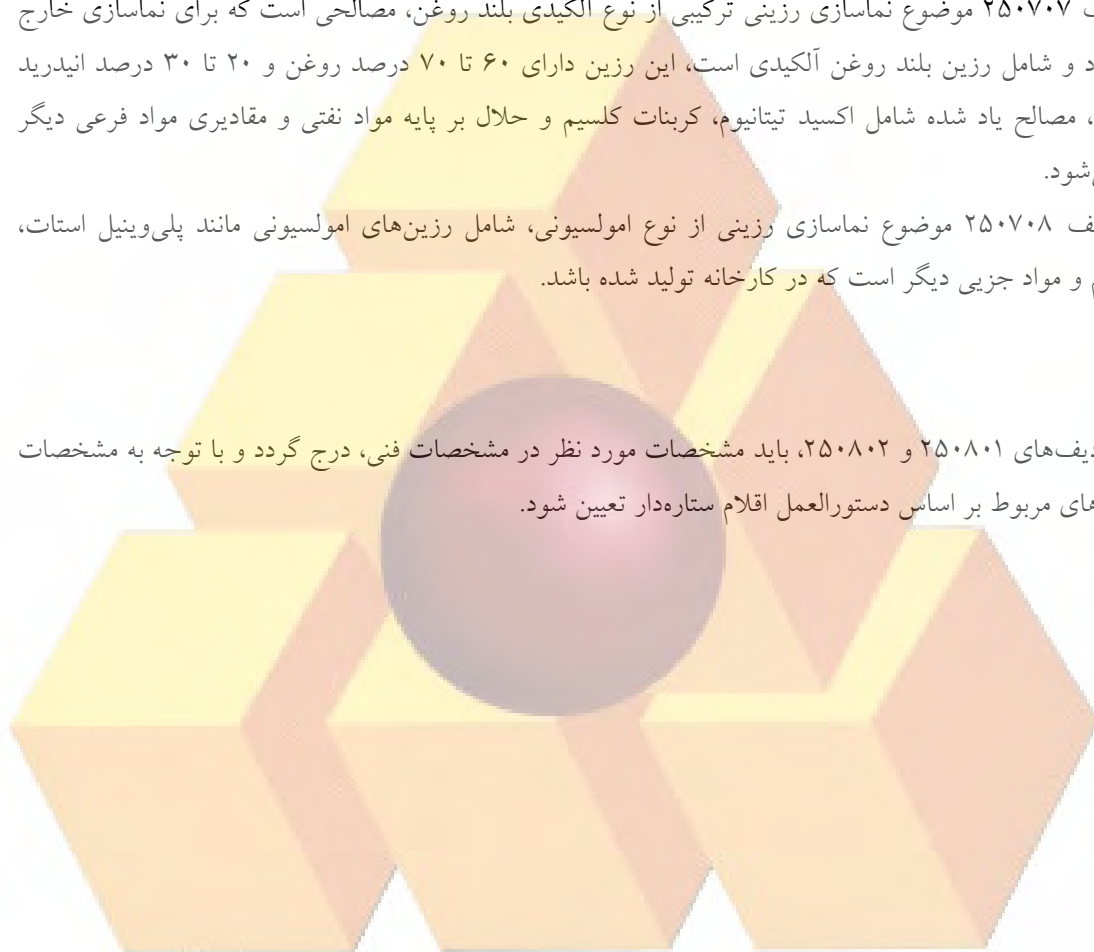 ف ۲۵۰۷۰۷ موضوع نماسازی رزینی ترکیبی از نوع آلکیدی بلند روغن، مصالحی است که برای نماسازی خارج
د و شامل رزین بلند روغن آلکیدی است، این رزین دارای ۶۰ تا ۷۰ درصد روغن و ۲۰ تا ۳۰ درصد انیدرید
، مصالح یاد شده شامل اکسید تیتانیوم، کربنات کلسیم و حلال بر پایه مواد نفتی و مقادیری مواد فرعی دیگر
ی‌شود.
یف ۲۵۰۷۰۸ موضوع نماسازی رزینی از نوع امولسیونی، شامل رزین‌های امولسیونی مانند پلی‌وینیل استات،
م و مواد جزیی دیگر است که در کارخانه تولید شده باشد.
دیف‌های ۲۵۰۸۰۱ و ۲۵۰۸۰۲، باید مشخصات مورد نظر در مشخصات فنی، درج گردد و با توجه به مشخصات
های مربوط بر اساس دستورالعمل اقلام ستاره‌دار تعیین شود.